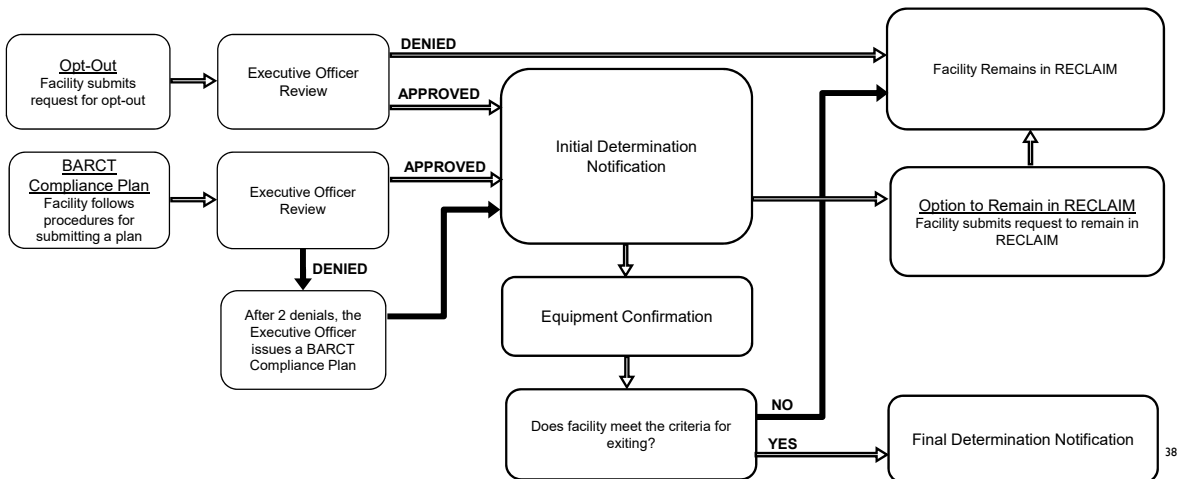 Opt-Out
Facility submits
request for opt-out
Executive Officer
Review
DENIED
APPROVED
BARCT
Compliance Plan
Facility follows
procedures for
submitting a plan
Executive Officer
Review
APPROVED
DENIED
After 2 denials, the
Executive Officer
issues a BARCT
Compliance Plan
Initial Determination
Notification
Equipment Confirmation
Does facility meet the criteria for
exiting?
NO
YES
Facility Remains in RECLAIM
Option to Remain in RECLAIM
Facility submits request to remain in
RECLAIM
Final Determination Notification
38